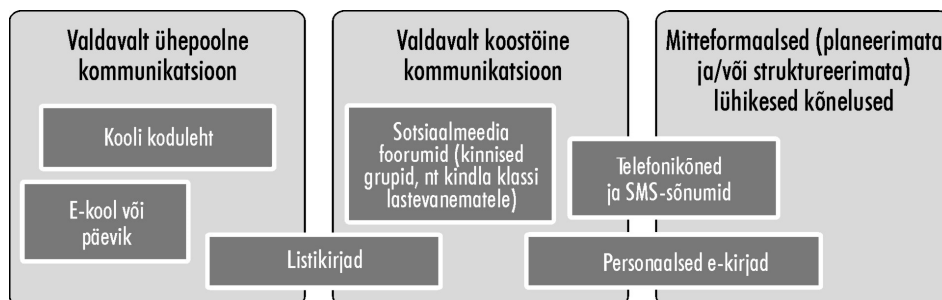 Valdavalt ühepoolne
kommunikatsioon
Kooli koduleht
E-kool või
päevik
Listikirjad
Valdavalt koostöine
kommunikatsioon
Sotsiaalmeedia
foorumid (kinnised
grupid, nt kindla klassi
lastevanematele)
Mitteformaalsed (planeerimata
ja/või struktureerimata)
lühikesed kõnelused
Telefonikõned
ja SMS-sõnumid
Personaalsed e-kirjad